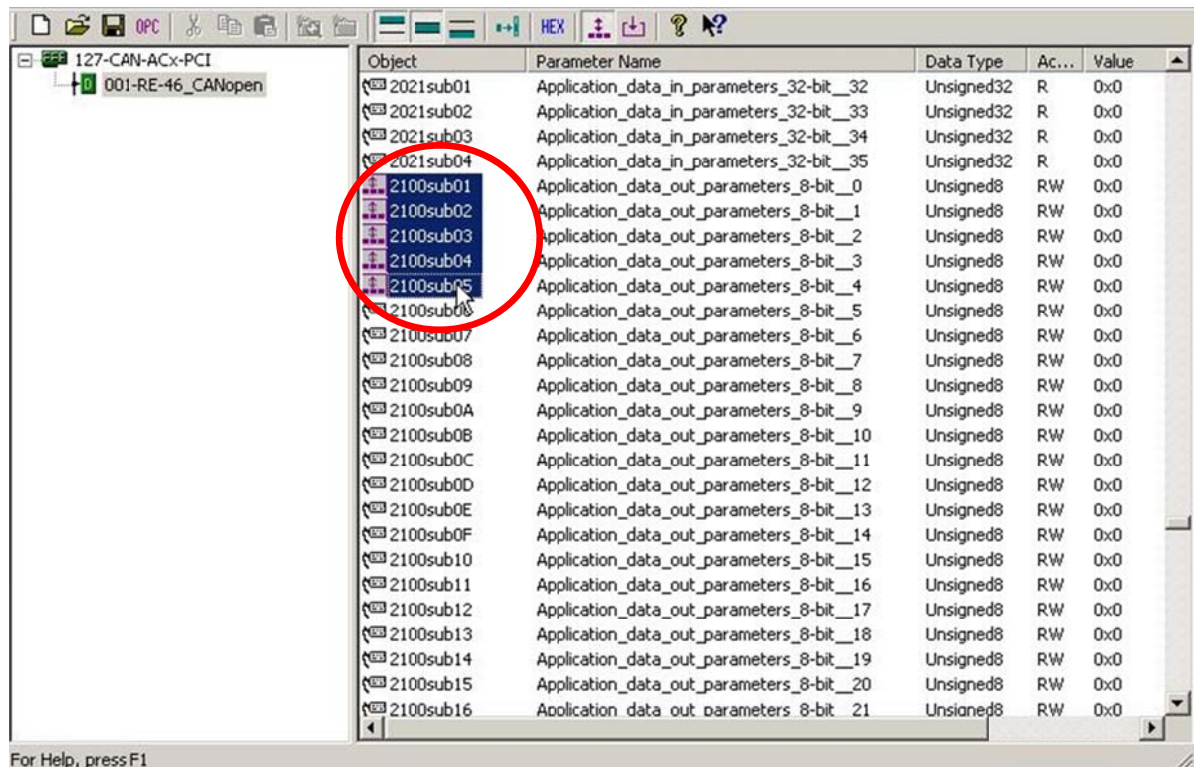 OPC HEX
127-CAN-ACx-PCI
001-RE-46_CANopen
Object Parameter Name Data Type Ac... Value
2021sub01 Application_data_in_parameters_32-bit__32 Unsigned32 R 0x0
2021sub02 Application_data_in_parameters_32-bit__33 Unsigned32 R 0x0
2021sub03 Application_data_in_parameters_32-bit__34 Unsigned32 R 0x0
2021sub04 Application_data_in_parameters_32-bit__35 Unsigned32 R 0x0
2100sub01 Application_data_out_parameters_8-bit__0 Unsigned8 RW 0x0
2100sub02 Application_data_out_parameters_8-bit__1 Unsigned8 RW 0x0
2100sub03 Application_data_out_parameters_8-bit__2 Unsigned8 RW 0x0
2100sub04 Application_data_out_parameters_8-bit__3 Unsigned8 RW 0x0
2100sub05 Application_data_out_parameters_8-bit__4 Unsigned8 RW 0x0
2100sub06 Application_data_out_parameters_8-bit__5 Unsigned8 RW 0x0
2100sub07 Application_data_out_parameters_8-bit__6 Unsigned8 RW 0x0
2100sub08 Application_data_out_parameters_8-bit__7 Unsigned8 RW 0x0
2100sub09 Application_data_out_parameters_8-bit__8 Unsigned8 RW 0x0
2100sub0A Application_data_out_parameters_8-bit__9 Unsigned8 RW 0x0
2100sub0B Application_data_out_parameters_8-bit__10 Unsigned8 RW 0x0
2100sub0C Application_data_out_parameters_8-bit__11 Unsigned8 RW 0x0
2100sub0D Application_data_out_parameters_8-bit__12 Unsigned8 RW 0x0
2100sub0E Application_data_out_parameters_8-bit__13 Unsigned8 RW 0x0
2100sub0F Application_data_out_parameters_8-bit__14 Unsigned8 RW 0x0
2100sub10 Application_data_out_parameters_8-bit__15 Unsigned8 RW 0x0
2100sub11 Application_data_out_parameters_8-bit__16 Unsigned8 RW 0x0
2100sub12 Application_data_out_parameters_8-bit__17 Unsigned8 RW 0x0
2100sub13 Application_data_out_parameters_8-bit__18 Unsigned8 RW 0x0
2100sub14 Application_data_out_parameters_8-bit__19 Unsigned8 RW 0x0
2100sub15 Application_data_out_parameters_8-bit__20 Unsigned8 RW 0x0
2100sub16 Application_data_out_parameters_8-bit__21 Unsigned8 RW 0x0
For Help, press F1